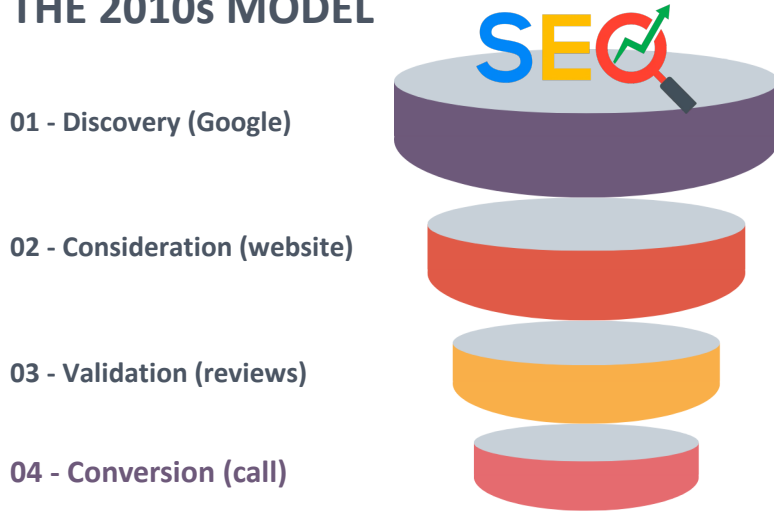 THE 2010s MODEL
SEO
01 - Discovery (Google)
02 - Consideration (website)
03 - Validation (reviews)
04 - Conversion (call)